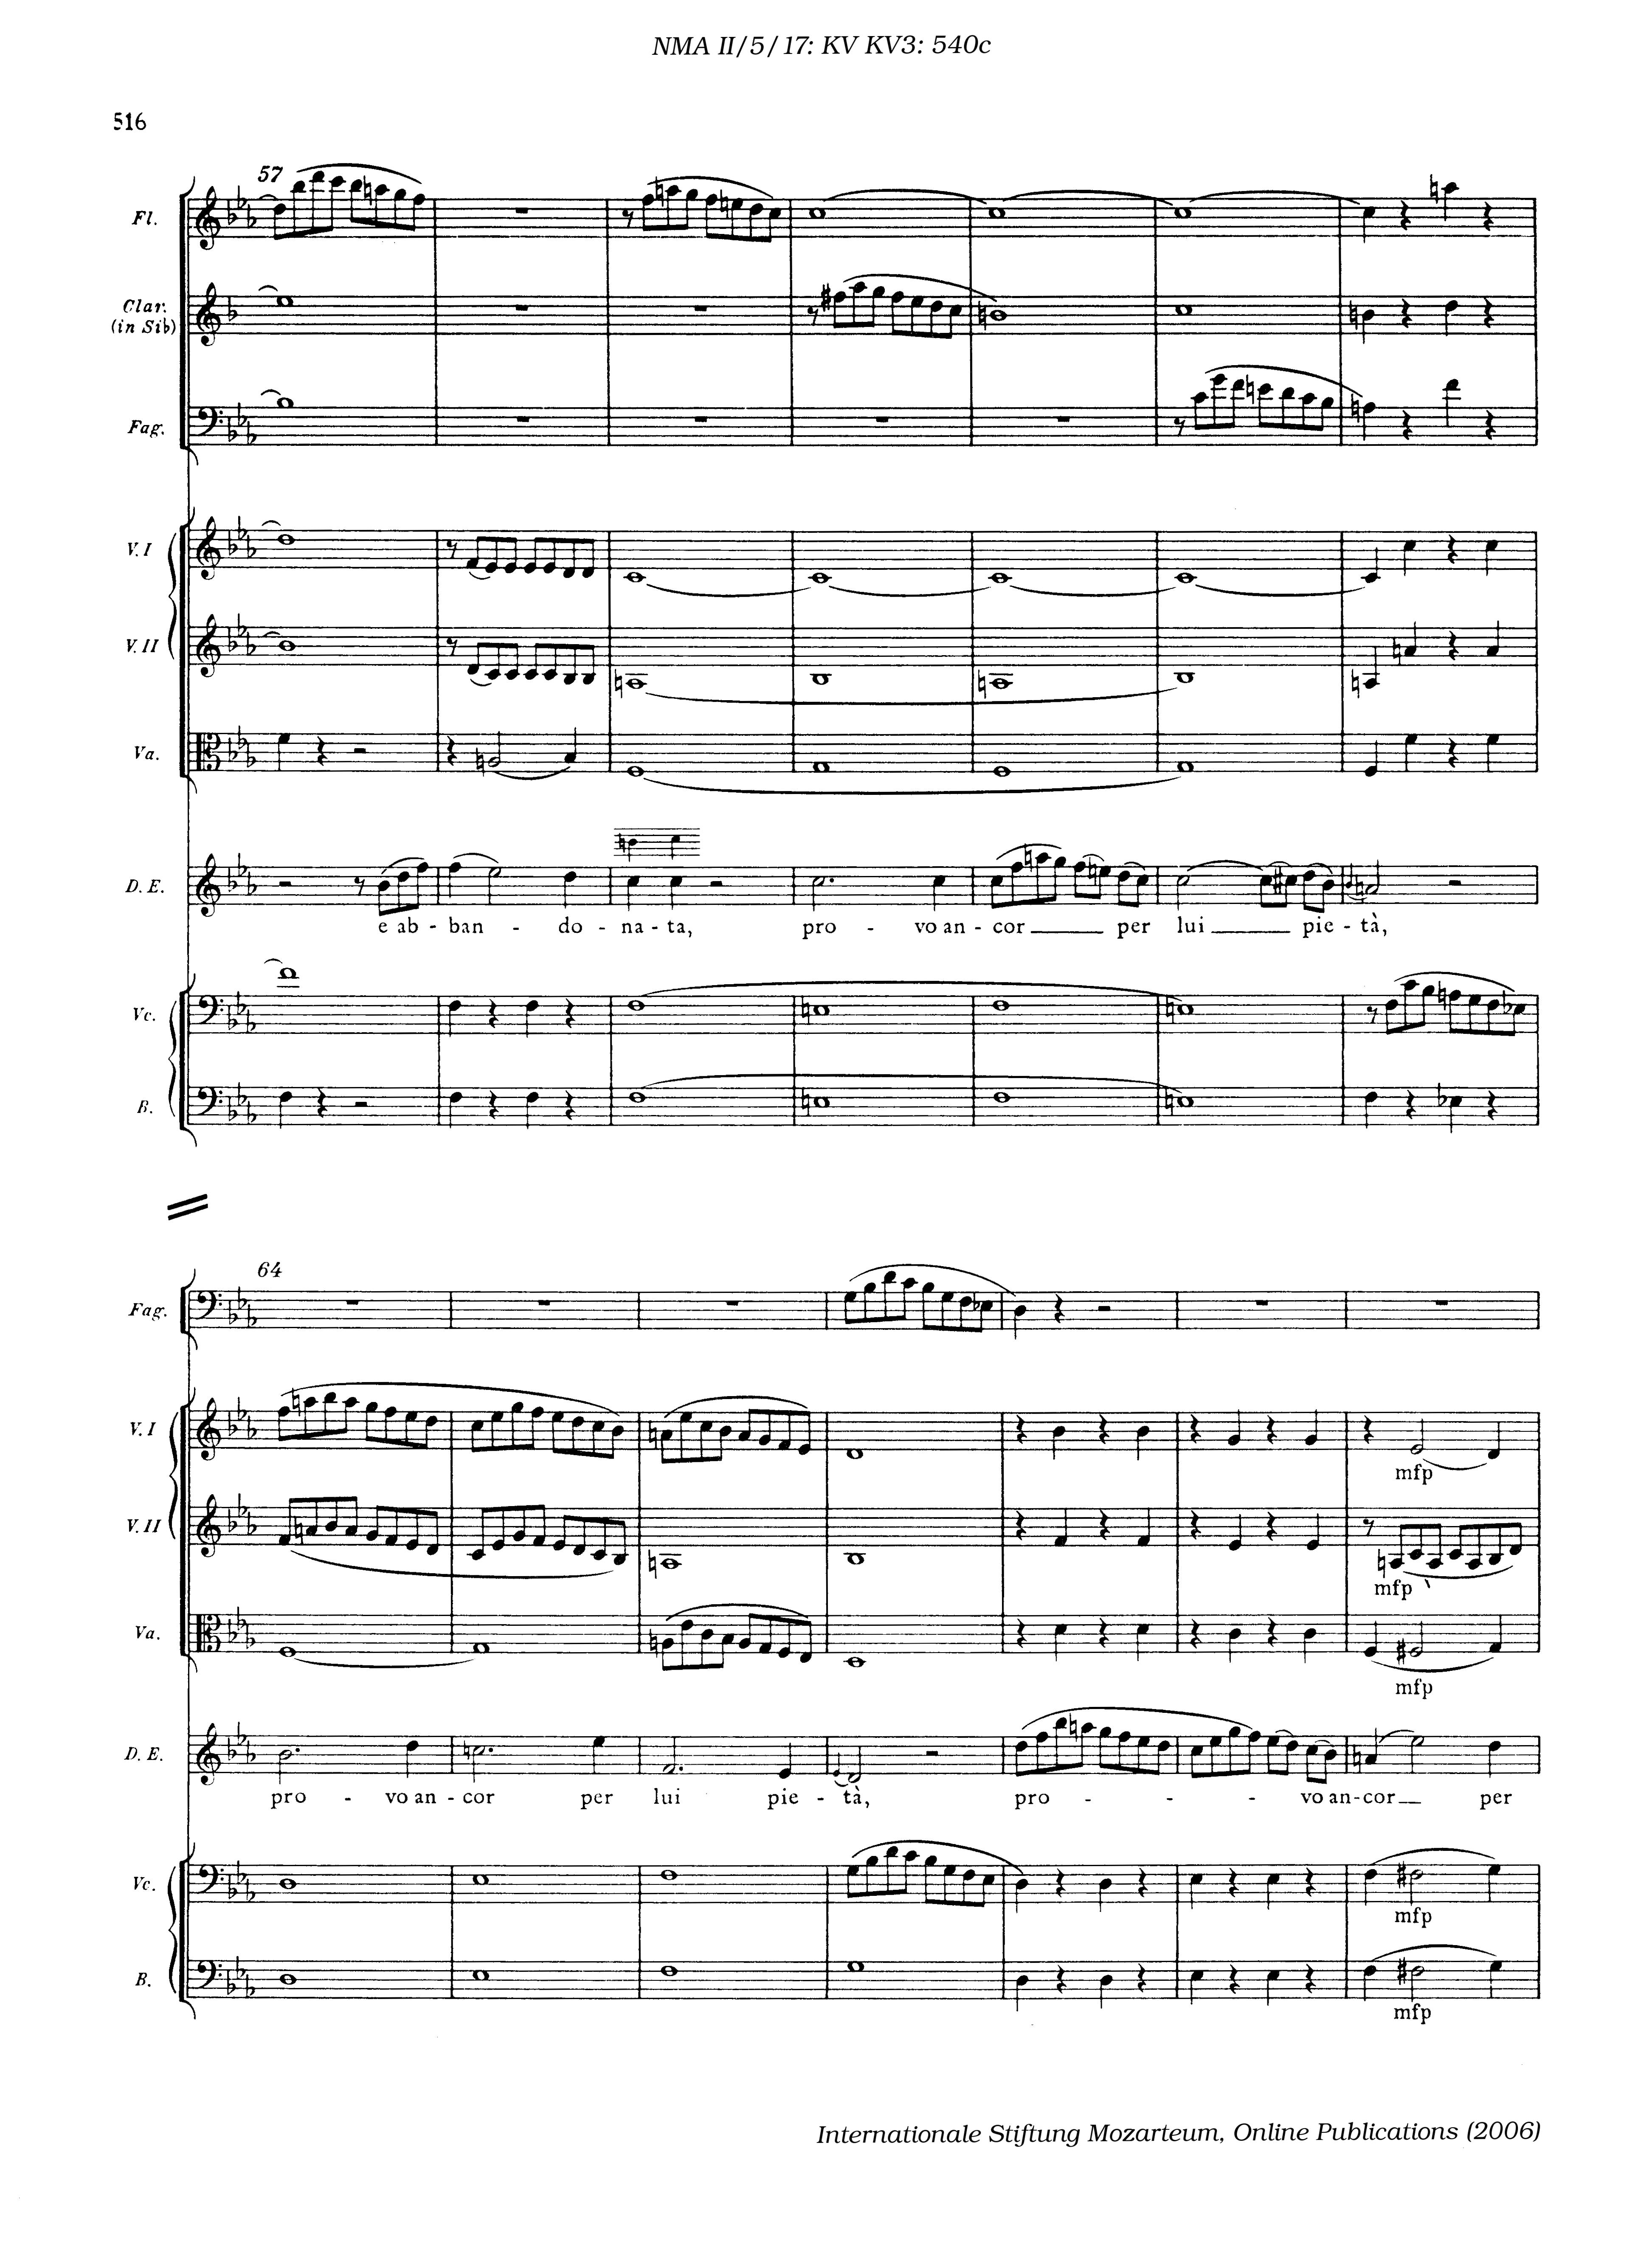 NMA II/5/17: KV KV3: 540c
516
57
Fl.
Clar.
(in Sib)
Fag.
V. I
V. II
Va.
D. E.
e ab - ban - do - na - ta, pro - vo an - cor per lui pie - tà,
Vc.
B.
64
Fag.
V. I
mfp
V. II
mfp
Va.
mfp
D. E.
pro - vo an - cor per lui pie - tà, pro - - - vo an-cor per
Vc.
mfp
B.
mfp
Internationale Stiftung Mozarteum, Online Publications (2006)